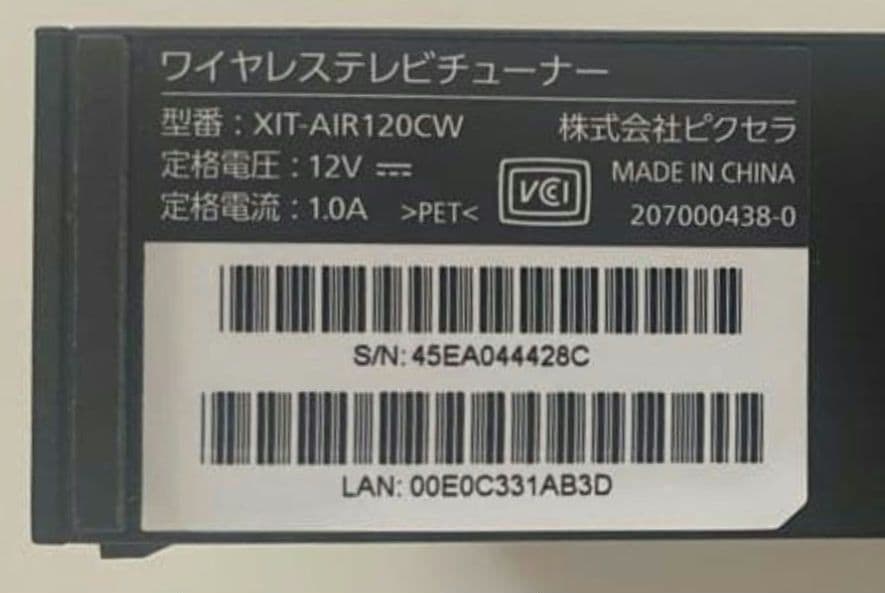 ワイヤレステレビチューナー
型番：XIT-AIR120CW 株式会社ピクセラ
定格電圧：12V ⎓ MADE IN CHINA
定格電流：1.0A >PET< VCCI 207000438-0
S/N: 45EA044428C
LAN: 00E0C331AB3D